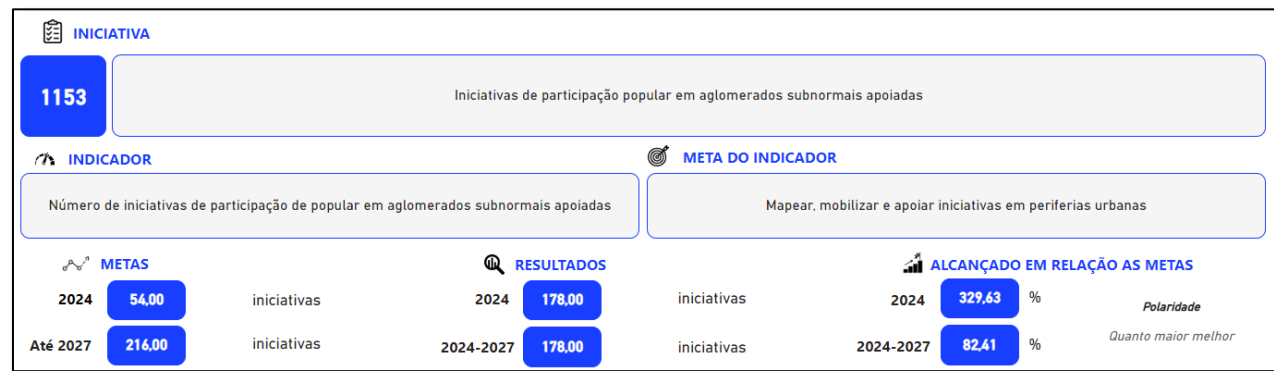 INICIATIVA
1153
Iniciativas de participação popular em aglomerados subnormais apoiadas
INDICADOR
META DO INDICADOR
Número de iniciativas de participação de popular em aglomerados subnormais apoiadas
Mapear, mobilizar e apoiar iniciativas em periferias urbanas
METAS
RESULTADOS
ALCANÇADO EM RELAÇÃO AS METAS
2024 54,00 iniciativas 2024 178,00 iniciativas 2024 329,63 %
Polaridade
Até 2027 216,00 iniciativas 2024-2027 178,00 iniciativas 2024-2027 82,41 %
Quanto maior melhor